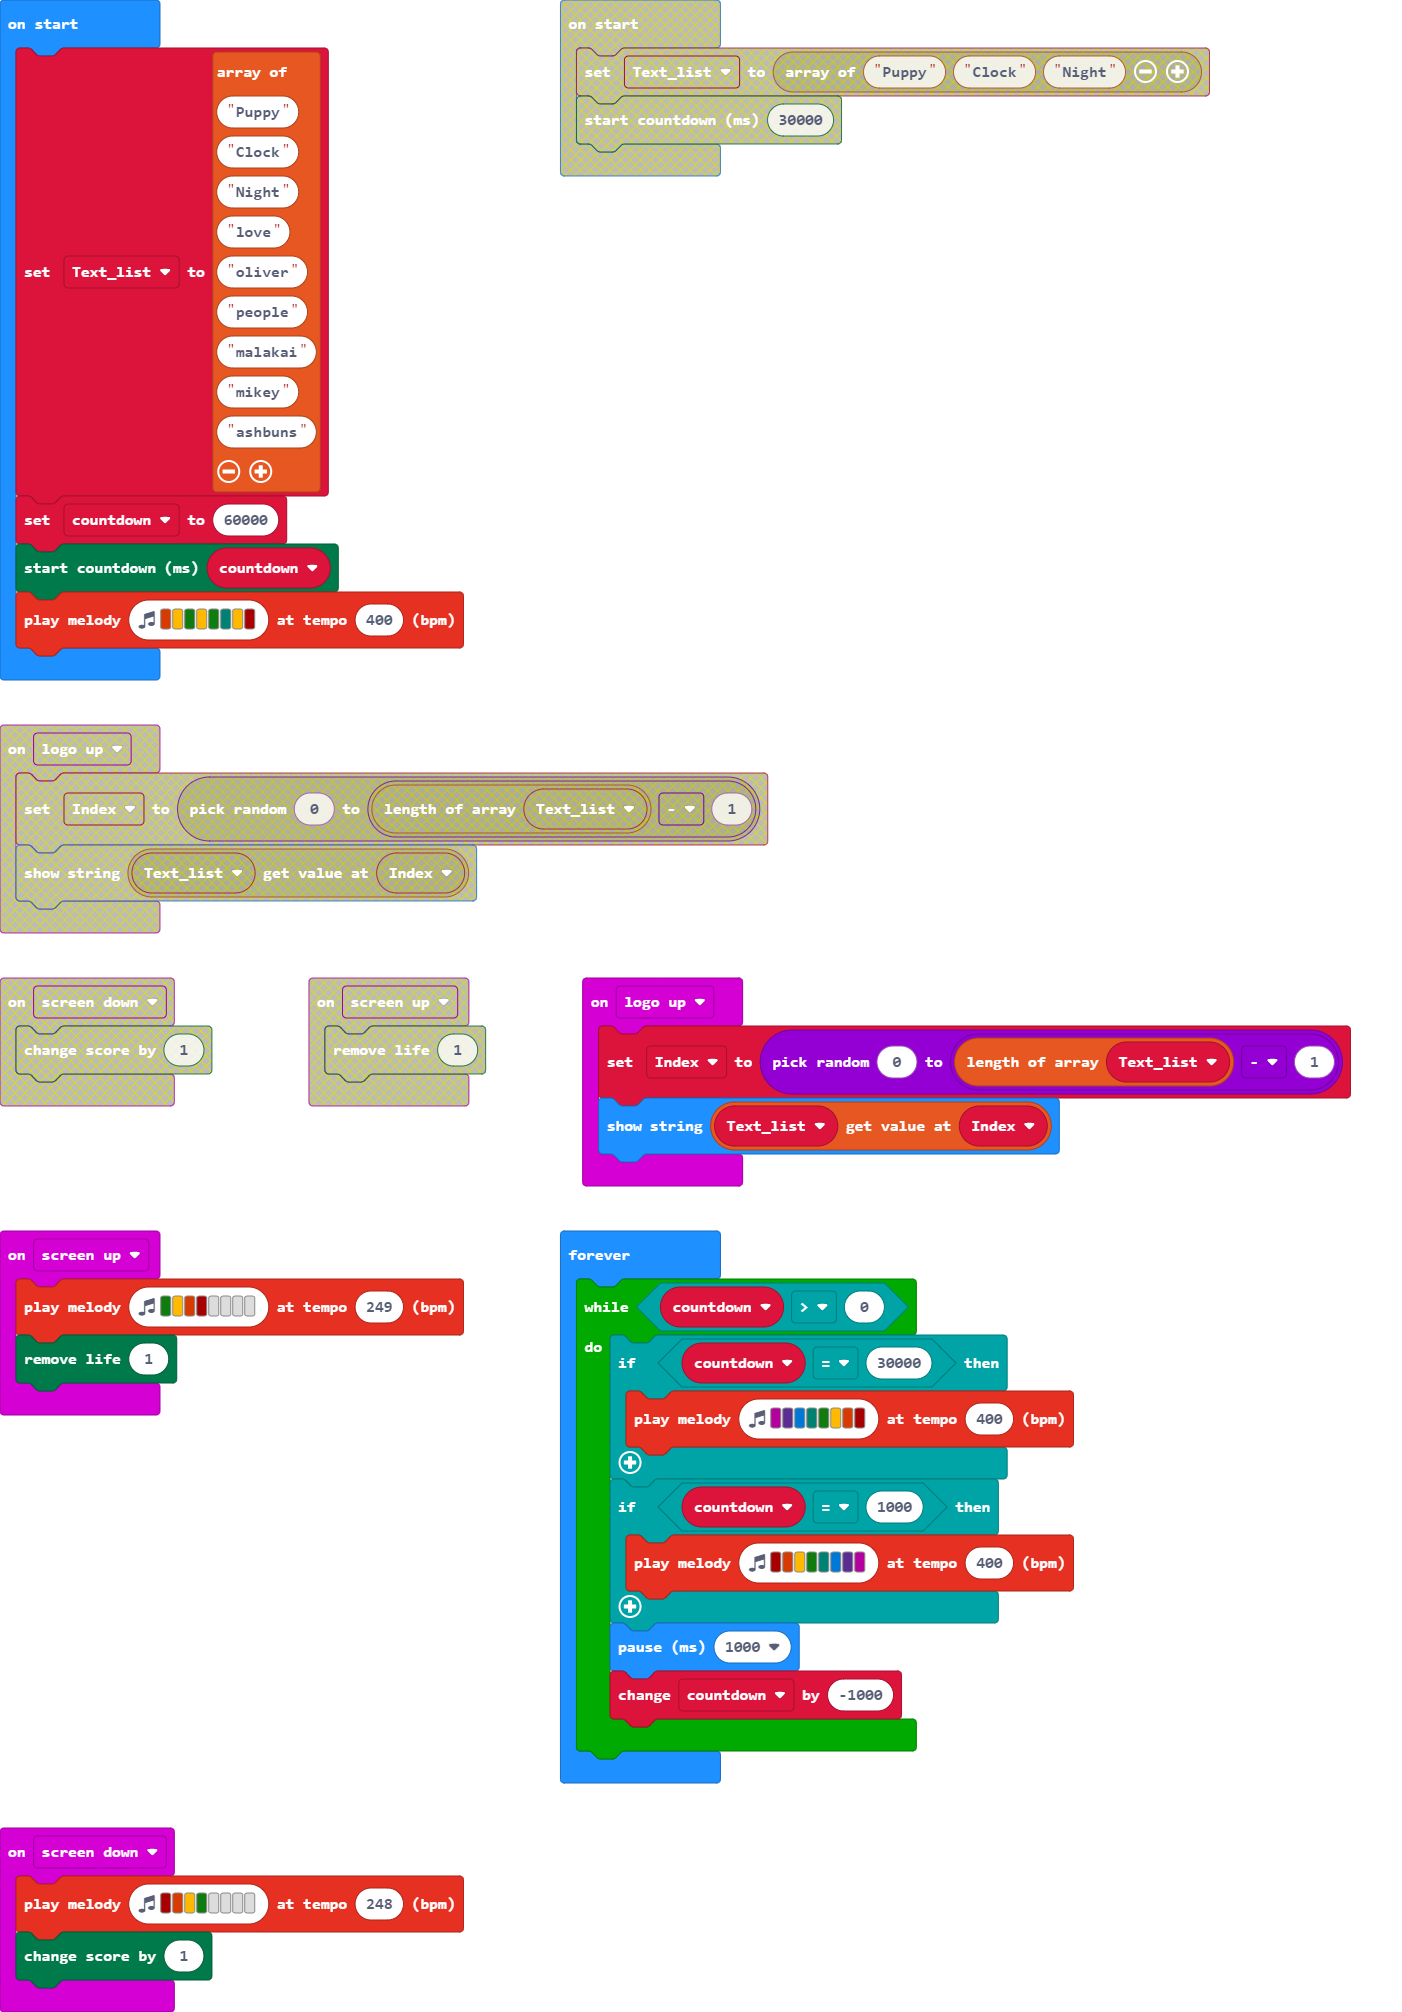 on start
set Text_list to array of
"Puppy"
"Clock"
"Night"
"love"
"oliver"
"people"
"malakai"
"mikey"
"ashbuns"
set countdown to 60000
start countdown (ms) countdown
play melody at tempo 400 (bpm)
on start
set Text_list to array of "Puppy" "Clock" "Night"
start countdown (ms) 30000
on logo up
set Index to pick random 0 to length of array Text_list - 1
show string Text_list get value at Index
on screen down
change score by 1
on screen up
remove life 1
on logo up
set Index to pick random 0 to length of array Text_list - 1
show string Text_list get value at Index
on screen up
play melody at tempo 249 (bpm)
remove life 1
forever
while countdown > 0
do
if countdown = 30000 then
play melody at tempo 400 (bpm)
if countdown = 1000 then
play melody at tempo 400 (bpm)
pause (ms) 1000
change countdown by -1000
on screen down
play melody at tempo 248 (bpm)
change score by 1